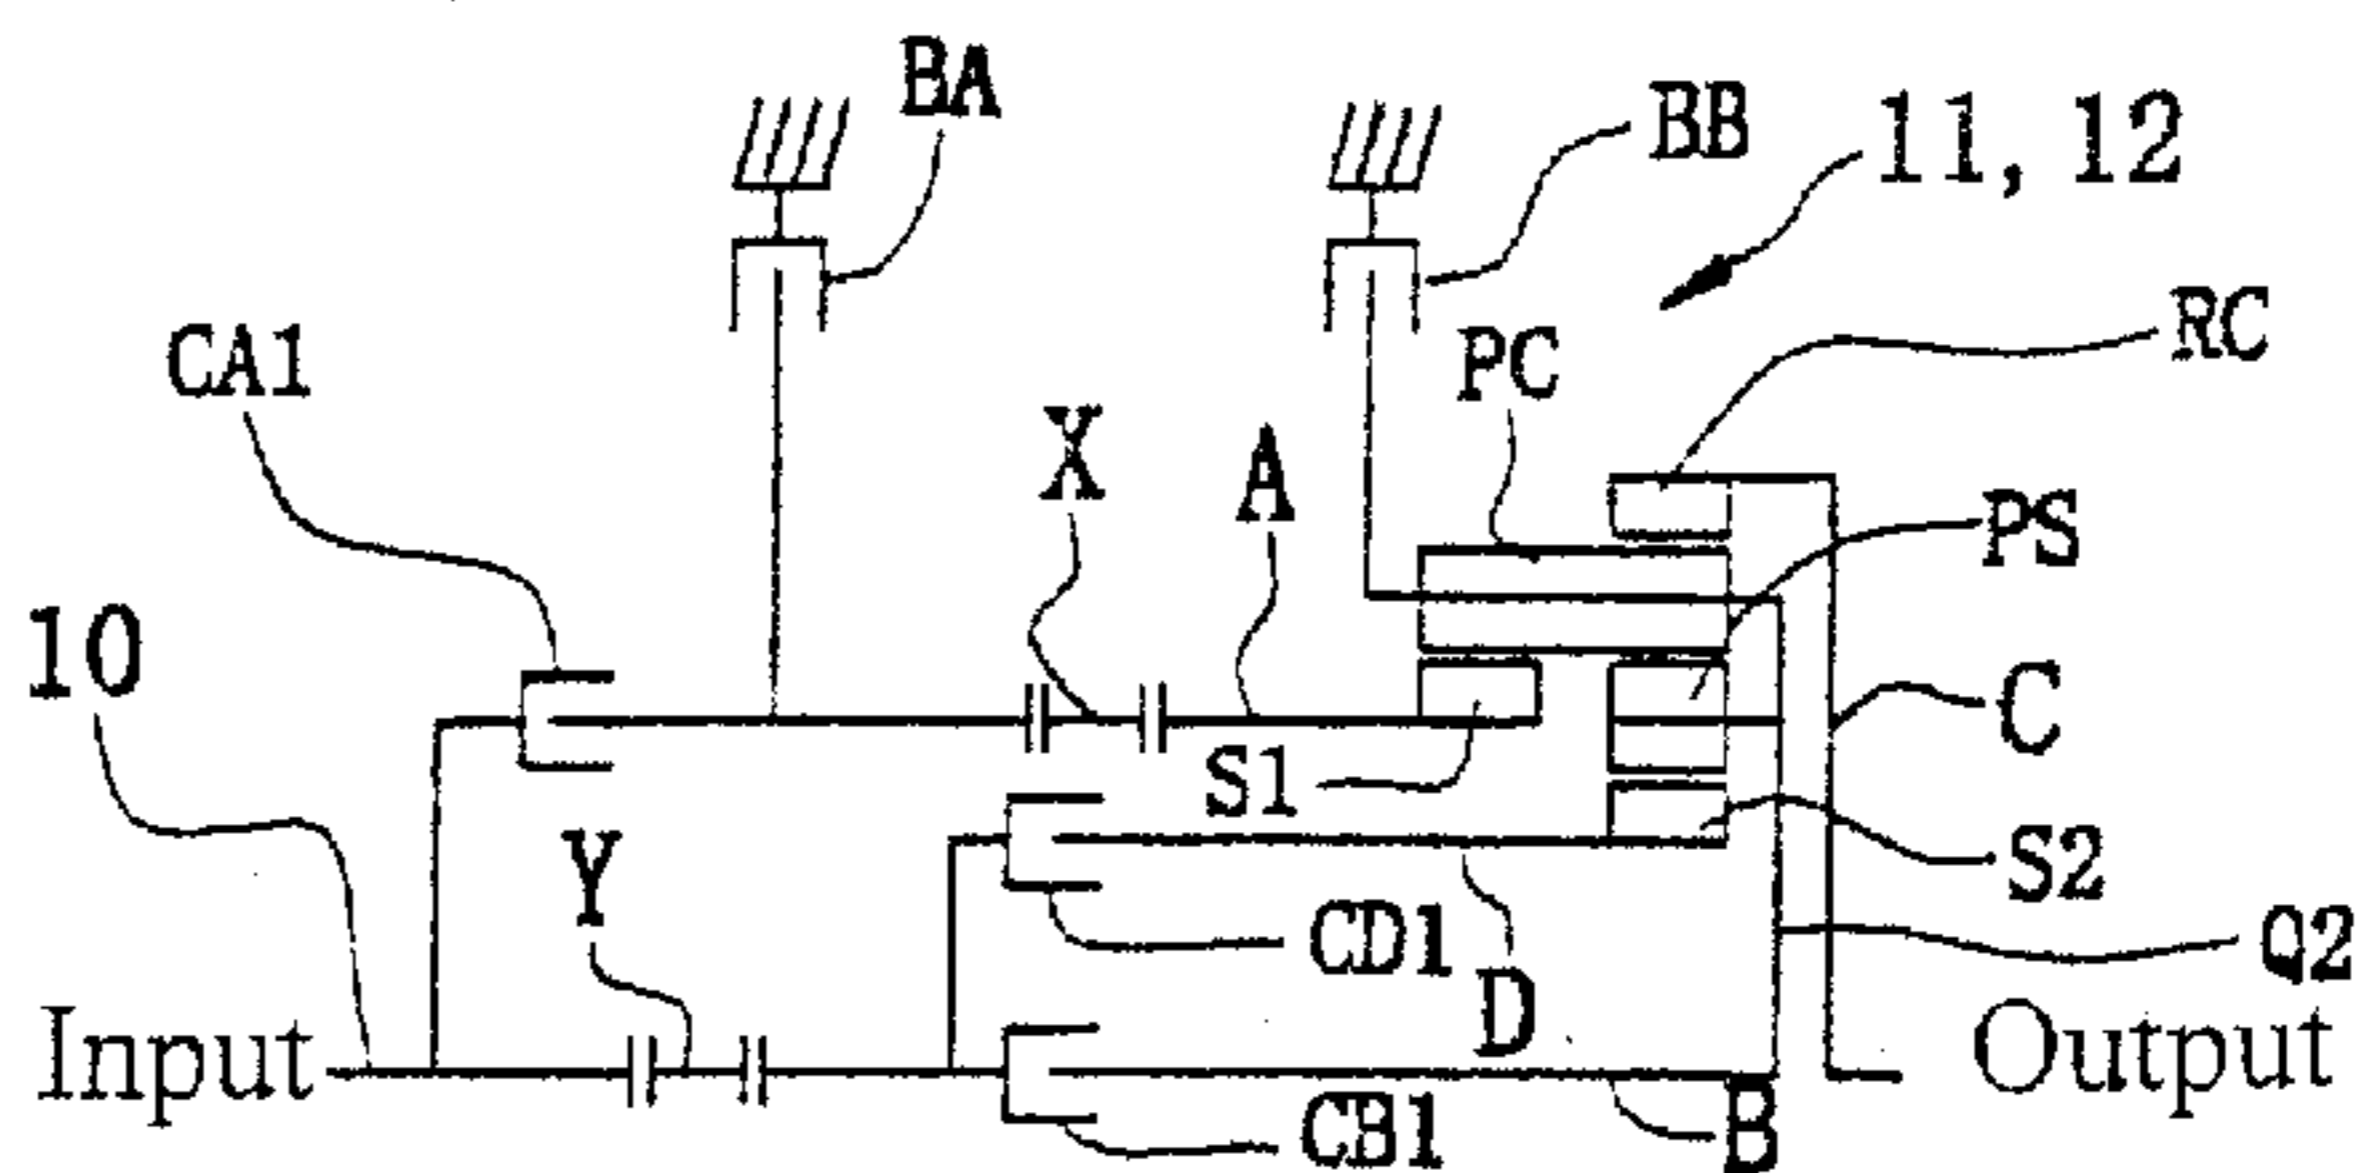 BA
BB
11, 12
CA1
PC
RC
X
A
PS
10
S1
C
Y
S2
CD1
D
Q2
Input
Output
CB1
B